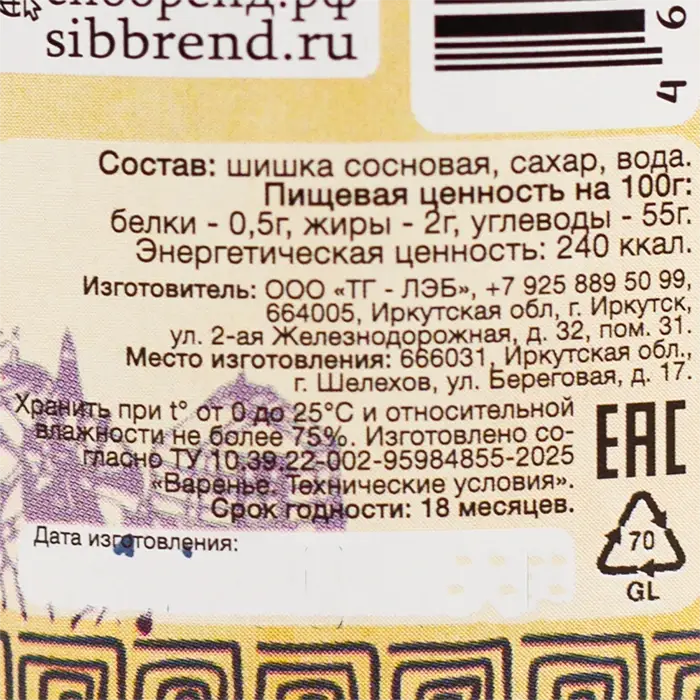 сиббренд.рф
sibbrend.ru
4 6
Состав: шишка сосновая, сахар, вода.
Пищевая ценность на 100г:
белки - 0,5г, жиры - 2г, углеводы - 55г.
Энергетическая ценность: 240 ккал.
Изготовитель: ООО «ТГ - ЛЭБ», +7 925 889 50 99,
664005, Иркутская обл, г. Иркутск,
ул. 2-ая Железнодорожная, д. 32, пом. 31.
Место изготовления: 666031, Иркутская обл.,
г. Шелехов, ул. Береговая, д. 17.
Хранить при t° от 0 до 25°С и относительной
влажности не более 75%. Изготовлено со-
гласно ТУ 10.39.22-002-95984855-2025
«Варенье. Технические условия».
Срок годности: 18 месяцев.
EAC
70
GL
Дата изготовления: